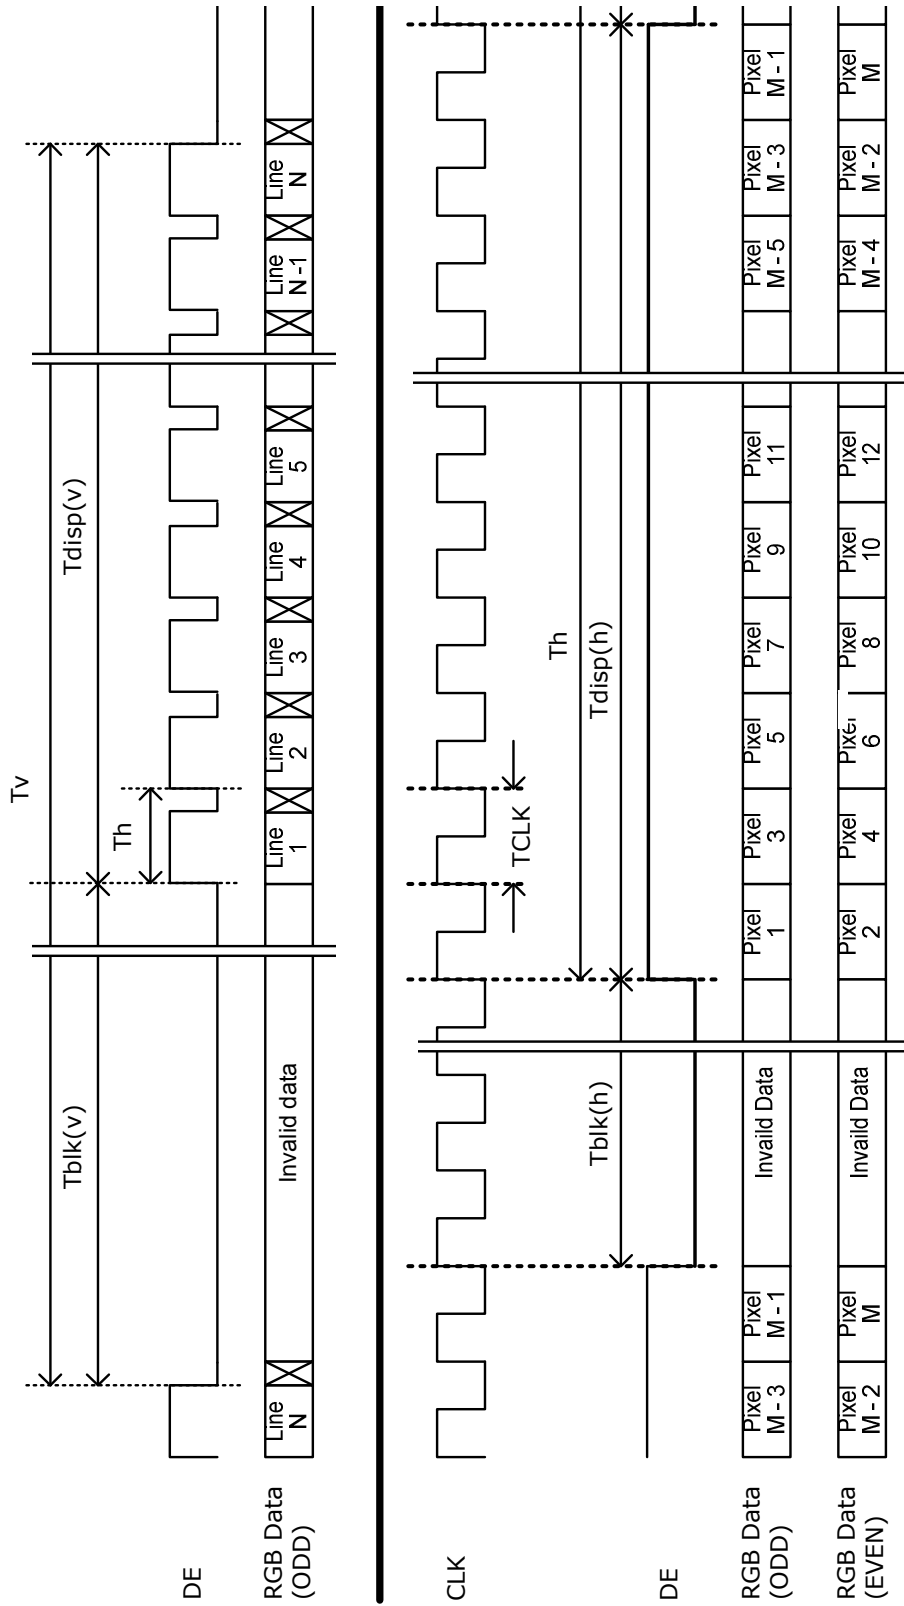 Tv
Tblk(v)
Tdisp(v)
Th
DE
RGB Data
(ODD)
Line
N
Invalid data
Line
1
Line
2
Line
3
Line
4
Line
5
Line
N-1
Line
N
CLK
TCLK
Th
Tblk(h)
Tdisp(h)
DE
RGB Data
(ODD)
Pixel
M - 3
Pixel
M - 1
Invaild Data
Pixel
1
Pixel
3
Pixel
5
Pixel
7
Pixel
9
Pixel
11
Pixel
M - 5
Pixel
M - 3
Pixel
M - 1
RGB Data
(EVEN)
Pixel
M - 2
Pixel
M
Invaild Data
Pixel
2
Pixel
4
Pixel
6
Pixel
8
Pixel
10
Pixel
12
Pixel
M - 4
Pixel
M - 2
Pixel
M